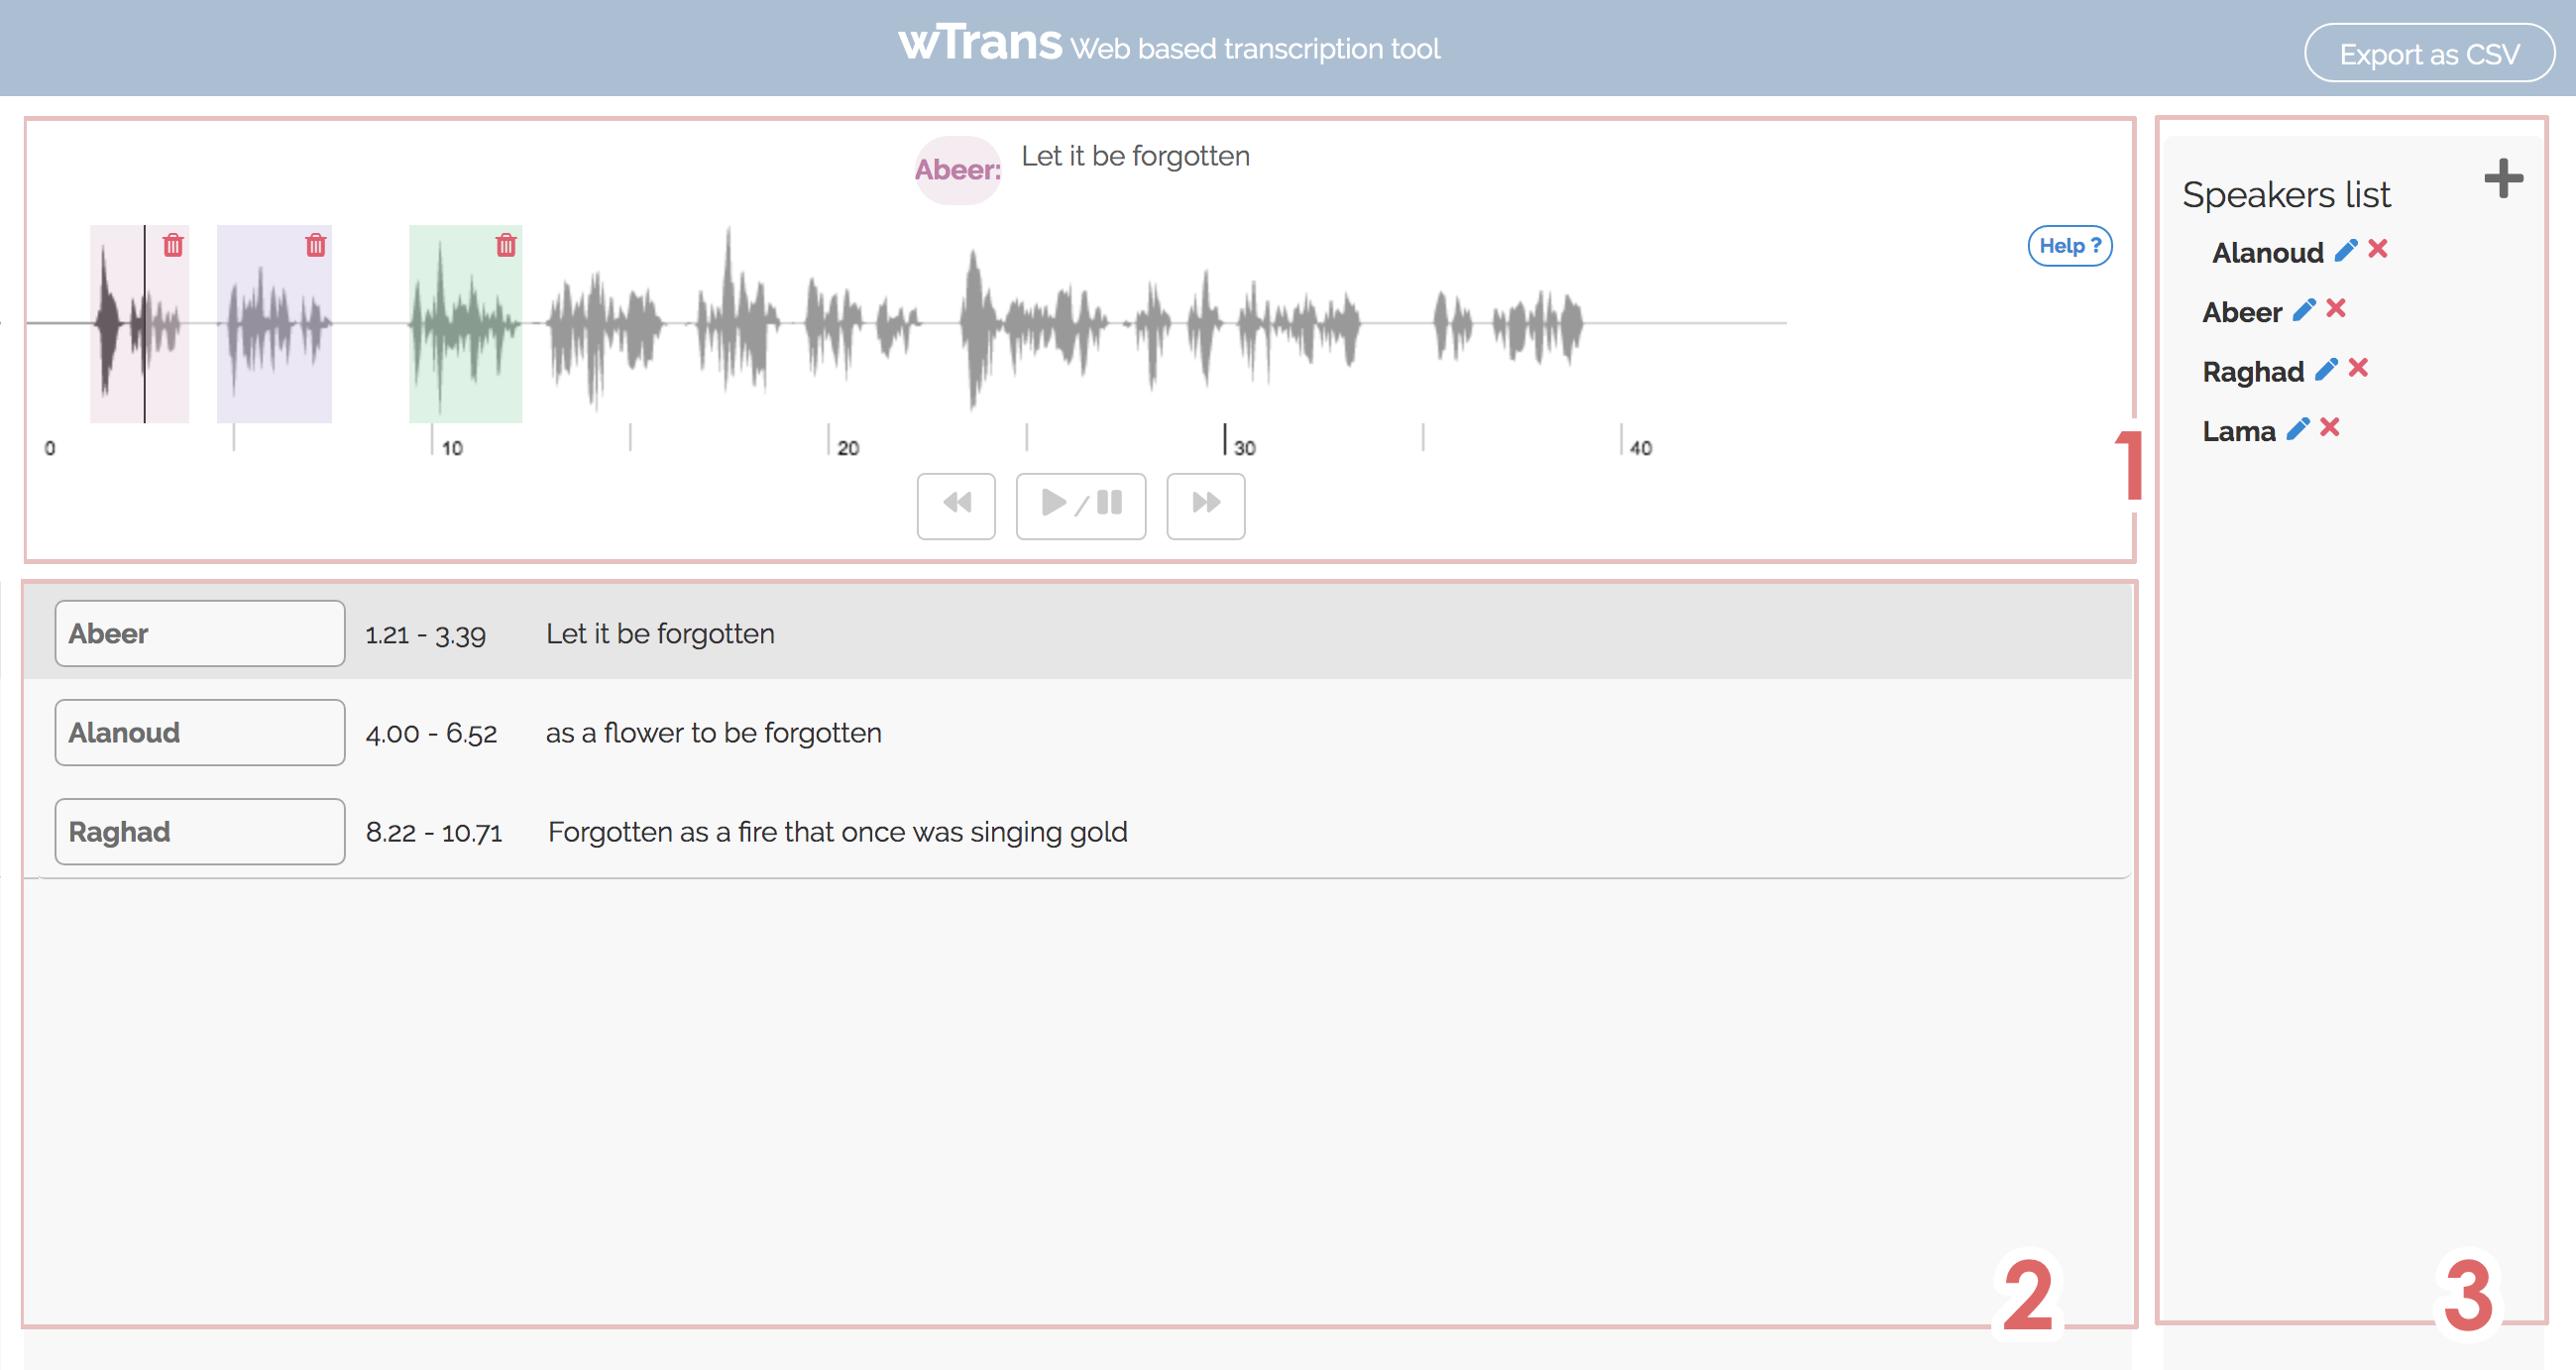 wTrans Web based transcription tool
Export as CSV
Abeer: Let it be forgotten
Help ?
0 10 20 30 40
1
Abeer 1.21 - 3.39 Let it be forgotten
Alanoud 4.00 - 6.52 as a flower to be forgotten
Raghad 8.22 - 10.71 Forgotten as a fire that once was singing gold
2
Speakers list
Alanoud
Abeer
Raghad
Lama
3